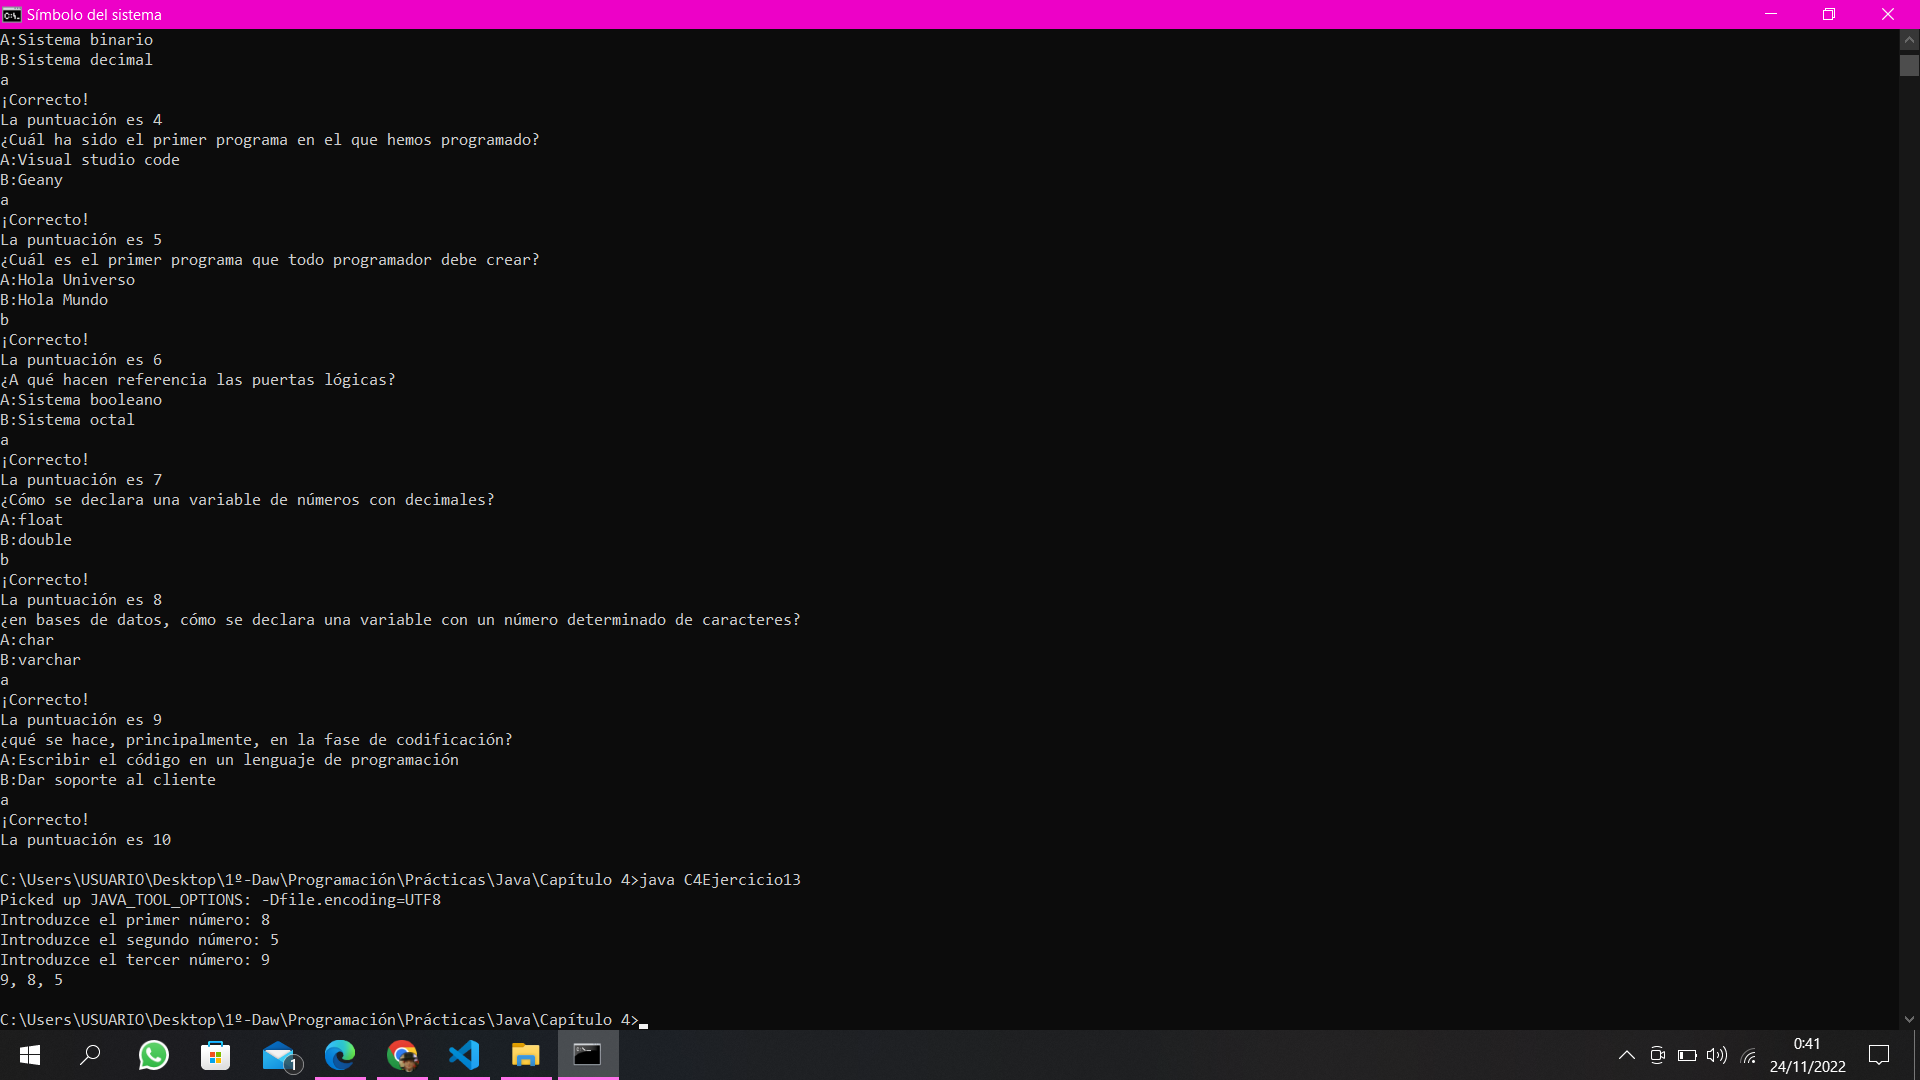 Símbolo del sistema
A:Sistema binario
B:Sistema decimal
a
¡Correcto!
La puntuación es 4
¿Cuál ha sido el primer programa en el que hemos programado?
A:Visual studio code
B:Geany
a
¡Correcto!
La puntuación es 5
¿Cuál es el primer programa que todo programador debe crear?
A:Hola Universo
B:Hola Mundo
b
¡Correcto!
La puntuación es 6
¿A qué hacen referencia las puertas lógicas?
A:Sistema booleano
B:Sistema octal
a
¡Correcto!
La puntuación es 7
¿Cómo se declara una variable de números con decimales?
A:float
B:double
b
¡Correcto!
La puntuación es 8
¿en bases de datos, cómo se declara una variable con un número determinado de caracteres?
A:char
B:varchar
a
¡Correcto!
La puntuación es 9
¿qué se hace, principalmente, en la fase de codificación?
A:Escribir el código en un lenguaje de programación
B:Dar soporte al cliente
a
¡Correcto!
La puntuación es 10
C:\Users\USUARIO\Desktop\1º-Daw\Programación\Prácticas\Java\Capítulo 4>java C4Ejercicio13
Picked up JAVA_TOOL_OPTIONS: -Dfile.encoding=UTF8
Introduzce el primer número: 8
Introduzce el segundo número: 5
Introduzce el tercer número: 9
9, 8, 5
C:\Users\USUARIO\Desktop\1º-Daw\Programación\Prácticas\Java\Capítulo 4>
1
0:41
24/11/2022